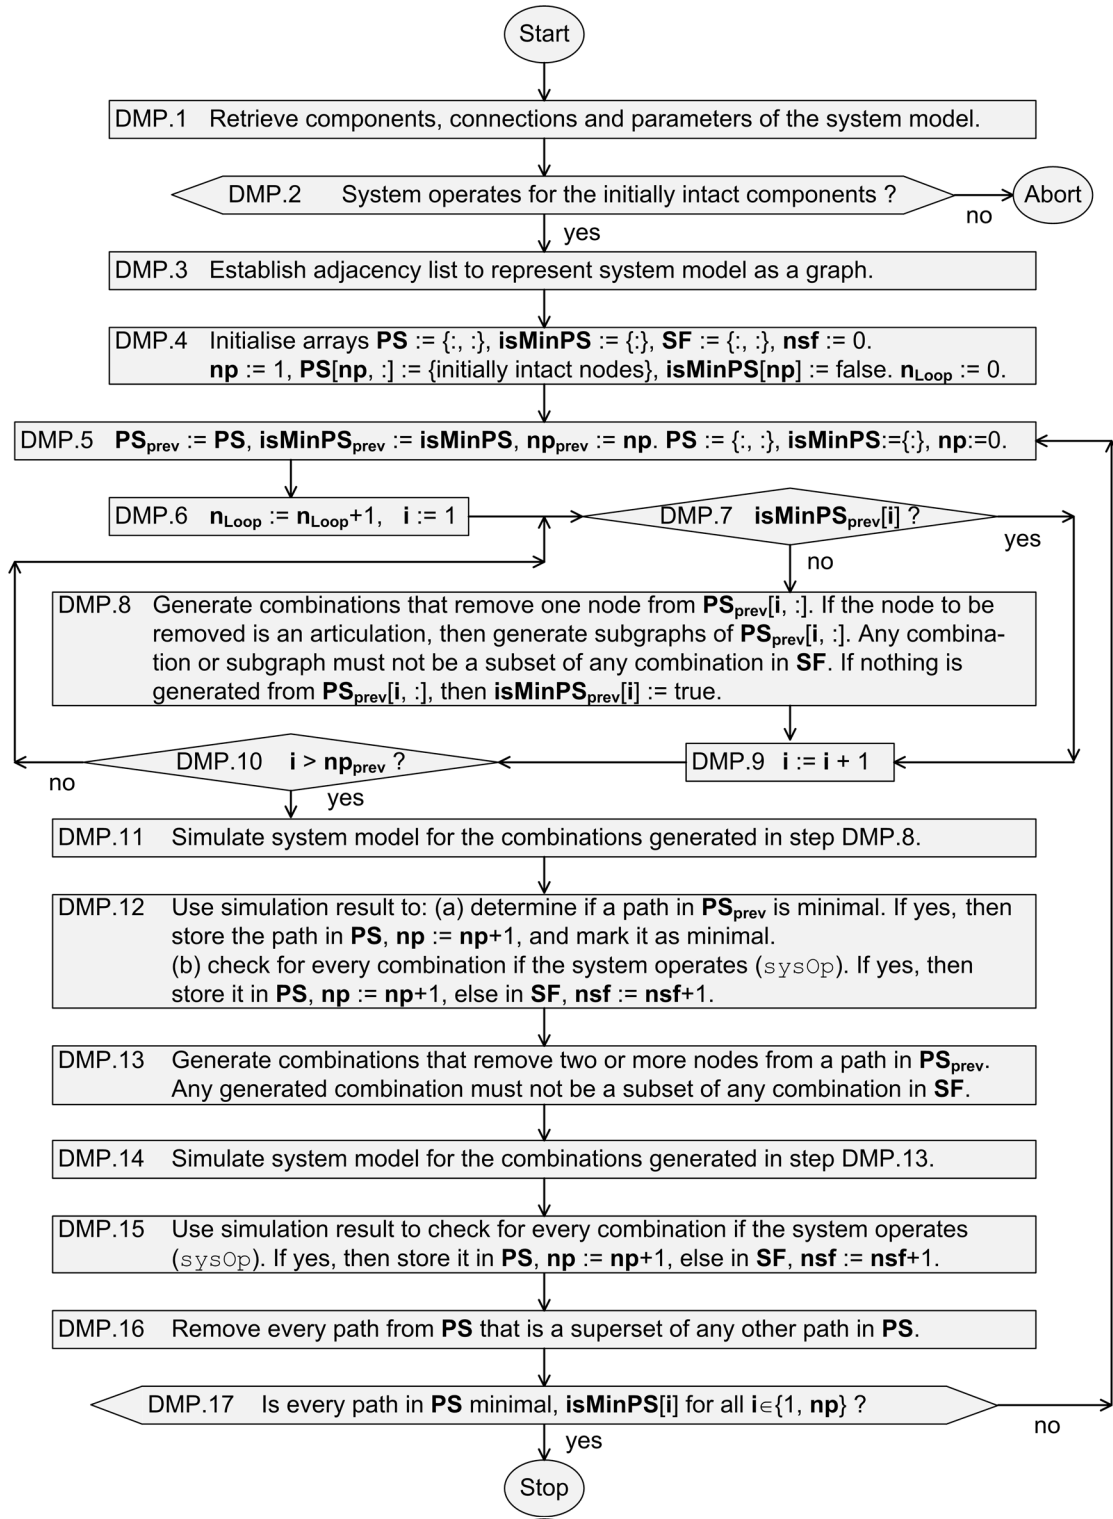 Start
DMP.1 Retrieve components, connections and parameters of the system model.
DMP.2 System operates for the initially intact components ?
Abort
no
yes
DMP.3 Establish adjacency list to represent system model as a graph.
DMP.4 Initialise arrays PS := {:, :}, isMinPS := {:}, SF := {:, :}, nsf := 0.
np := 1, PS[np, :] := {initially intact nodes}, isMinPS[np] := false. nLoop := 0.
DMP.5 PSprev := PS, isMinPSprev := isMinPS, npprev := np. PS := {:, :}, isMinPS:={:}, np:=0.
DMP.6 nLoop := nLoop+1, i := 1
DMP.7 isMinPSprev[i] ?
yes
no
DMP.8 Generate combinations that remove one node from PSprev[i, :]. If the node to be
removed is an articulation, then generate subgraphs of PSprev[i, :]. Any combina-
tion or subgraph must not be a subset of any combination in SF. If nothing is
generated from PSprev[i, :], then isMinPSprev[i] := true.
DMP.10 i > npprev ?
DMP.9 i := i + 1
no
yes
DMP.11 Simulate system model for the combinations generated in step DMP.8.
DMP.12 Use simulation result to: (a) determine if a path in PSprev is minimal. If yes, then
store the path in PS, np := np+1, and mark it as minimal.
(b) check for every combination if the system operates (sysOp). If yes, then
store it in PS, np := np+1, else in SF, nsf := nsf+1.
DMP.13 Generate combinations that remove two or more nodes from a path in PSprev.
Any generated combination must not be a subset of any combination in SF.
DMP.14 Simulate system model for the combinations generated in step DMP.13.
DMP.15 Use simulation result to check for every combination if the system operates
(sysOp). If yes, then store it in PS, np := np+1, else in SF, nsf := nsf+1.
DMP.16 Remove every path from PS that is a superset of any other path in PS.
DMP.17 Is every path in PS minimal, isMinPS[i] for all i∈{1, np} ?
no
yes
Stop